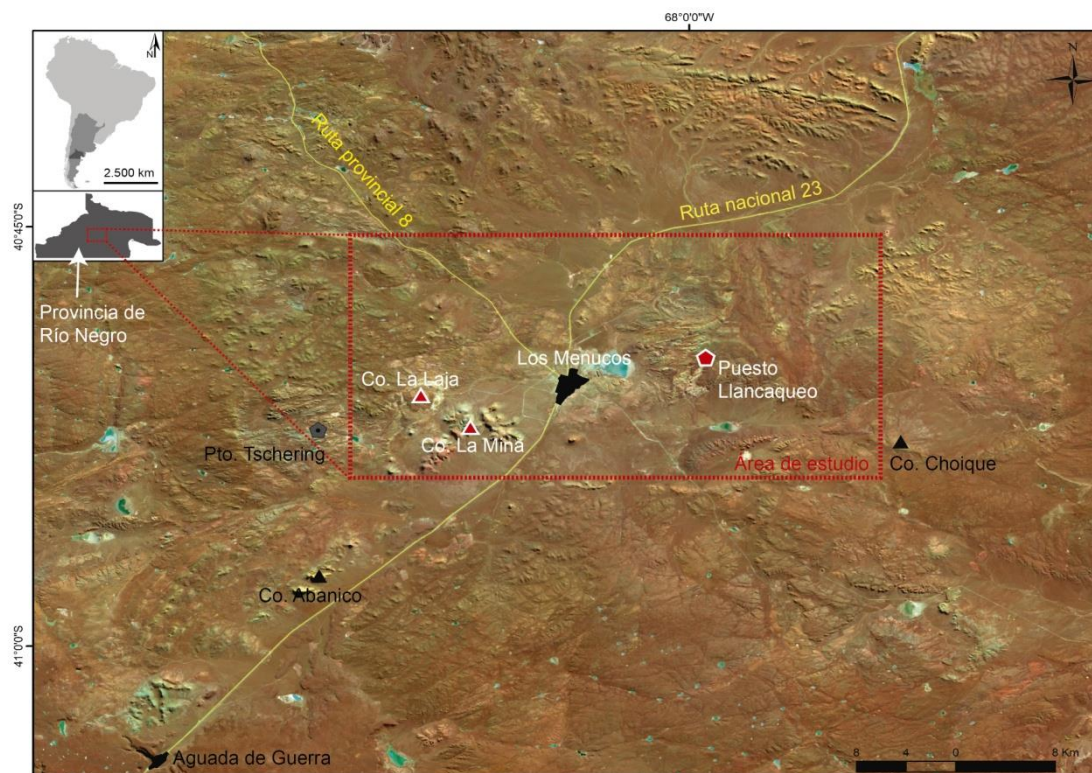 68°0'0"W
N
N
2.500 km
40°45'0"S
Provincia de
Río Negro
Ruta provincial 8
Ruta nacional 23
Los Menucos
Puesto
Llancaqueo
Co. La Laja
Co. La Mina
Pto. Tschering
Área de estudio
Co. Choique
Co. Abanico
41°0'0"S
Aguada de Guerra
8 4 0 8 Km